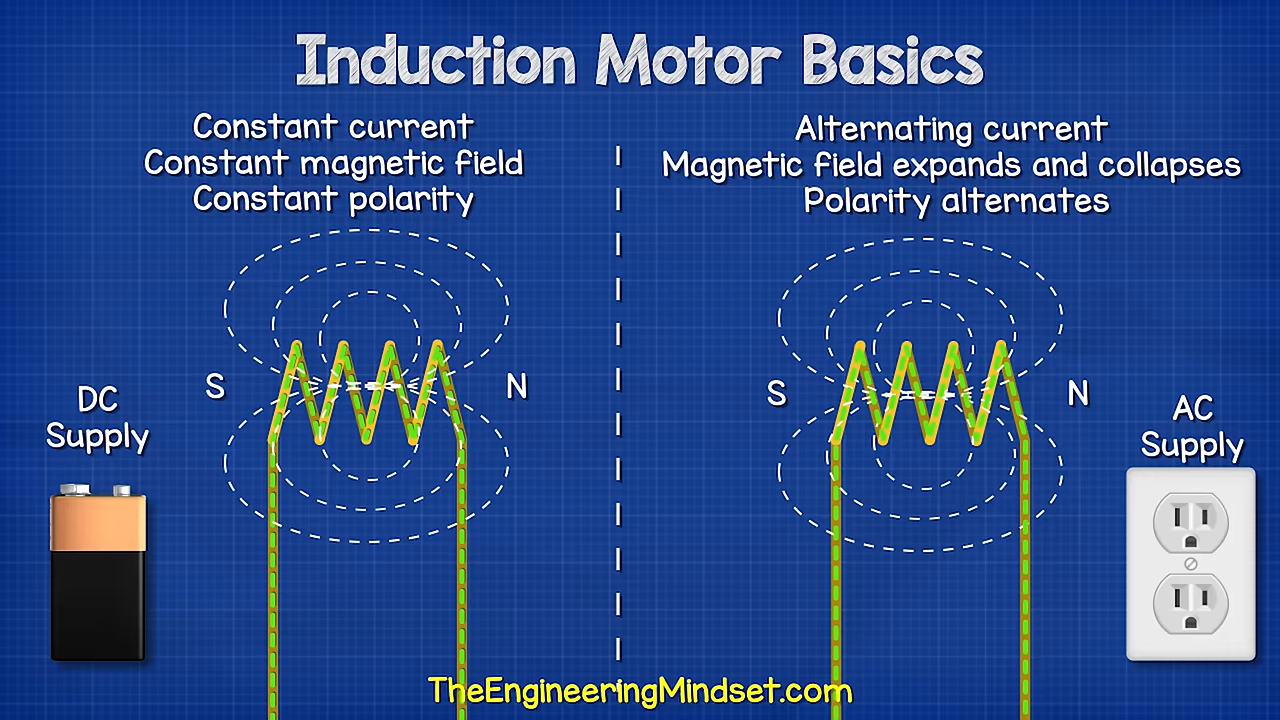 Induction Motor Basics
Constant current
Constant magnetic field
Constant polarity
Alternating current
Magnetic field expands and collapses
Polarity alternates
S
N
DC
Supply
S
N
AC
Supply
TheEngineeringMindset.com